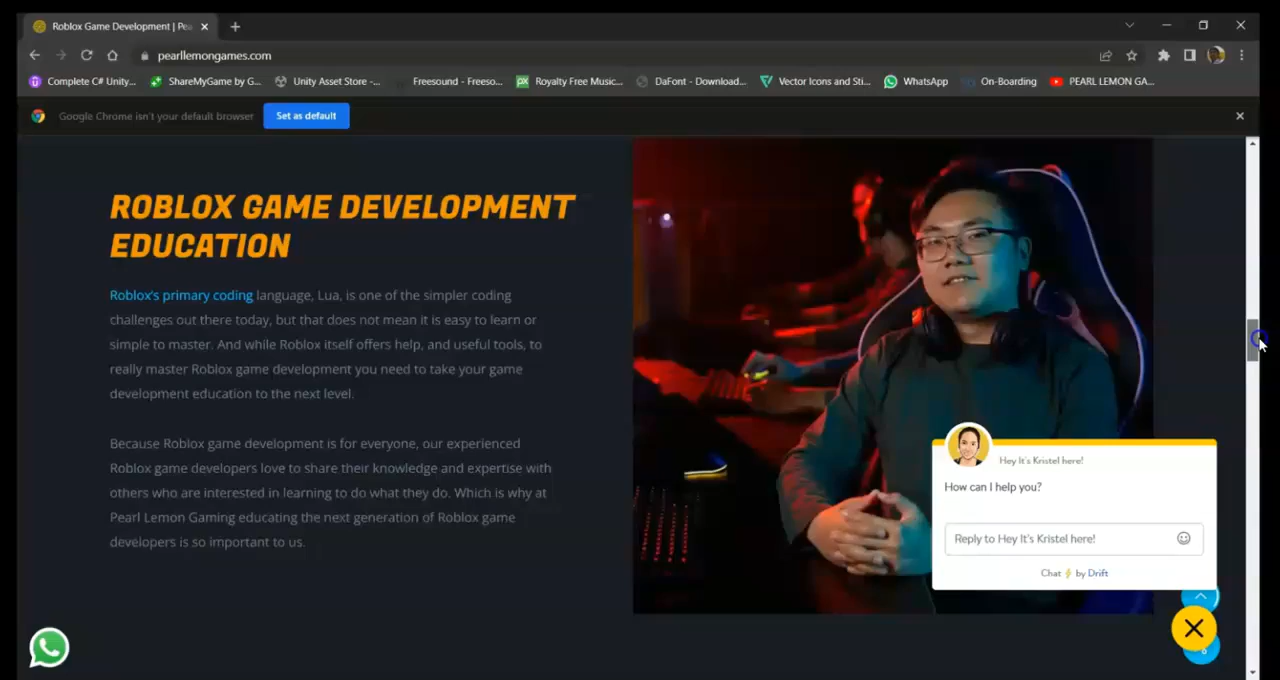 Roblox Game Development | Pea
pearllemongames.com
Complete C# Unity... ShareMyGame by G... Unity Asset Store -... Freesound - Freeso... Royalty Free Music... DaFont - Download... Vector Icons and Sti... WhatsApp On-Boarding PEARL LEMON GA...
Google Chrome isn't your default browser Set as default
ROBLOX GAME DEVELOPMENT
EDUCATION
Roblox's primary coding language, Lua, is one of the simpler coding
challenges out there today, but that does not mean it is easy to learn or
simple to master. And while Roblox itself offers help, and useful tools, to
really master Roblox game development you need to take your game
development education to the next level.
Because Roblox game development is for everyone, our experienced
Roblox game developers love to share their knowledge and expertise with
others who are interested in learning to do what they do. Which is why at
Pearl Lemon Gaming educating the next generation of Roblox game
developers is so important to us.
Hey It's Kristel here!
How can I help you?
Reply to Hey It's Kristel here!
Chat by Drift